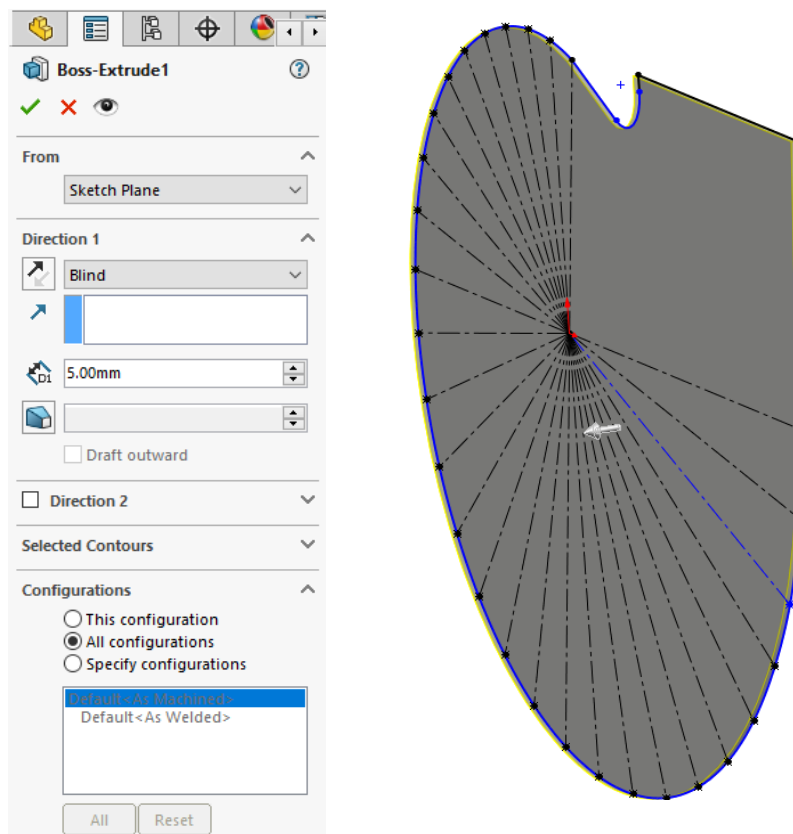 Boss-Extrude1
From
Sketch Plane
Direction 1
Blind
D1
5.00mm
Draft outward
Direction 2
Selected Contours
Configurations
This configuration
All configurations
Specify configurations
Default<As Machined>
Default<As Welded>
All Reset